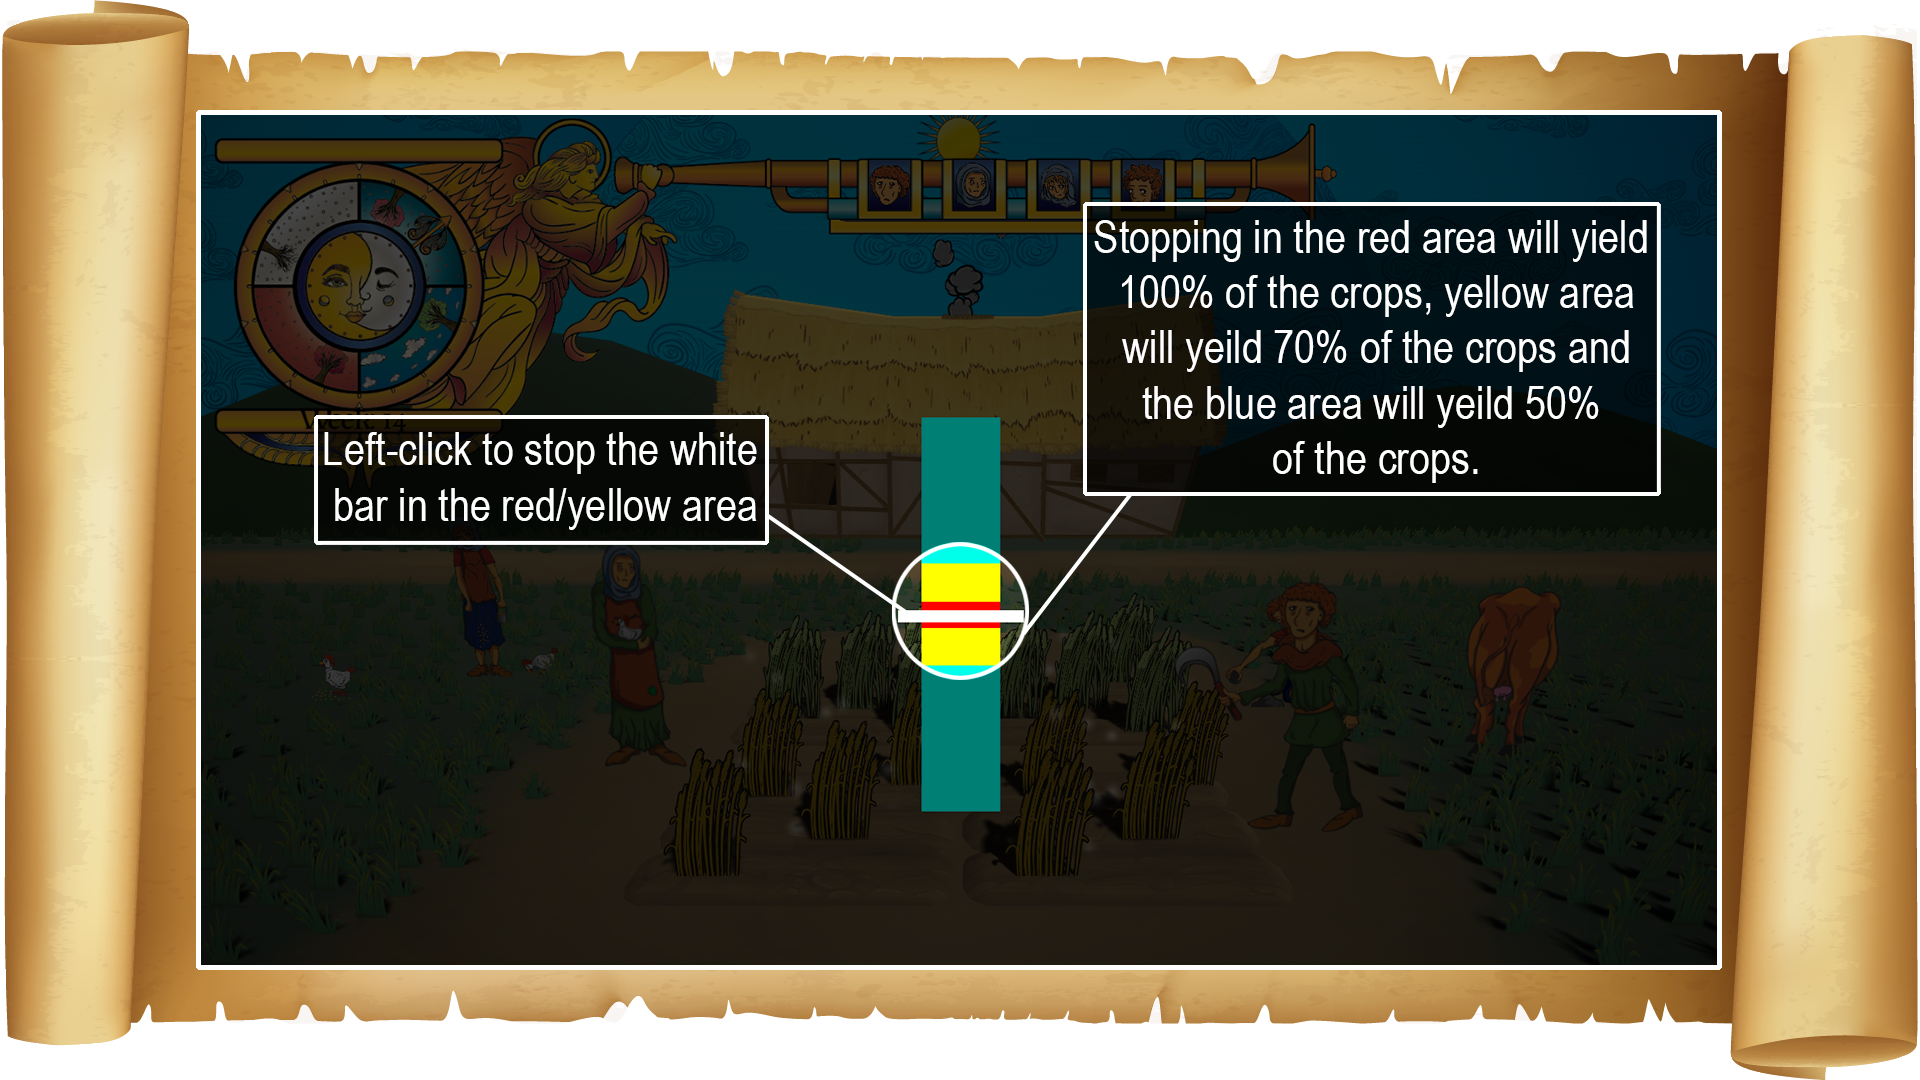 Week 14
Left-click to stop the white
bar in the red/yellow area
Stopping in the red area will yield
100% of the crops, yellow area
will yeild 70% of the crops and
the blue area will yeild 50%
of the crops.